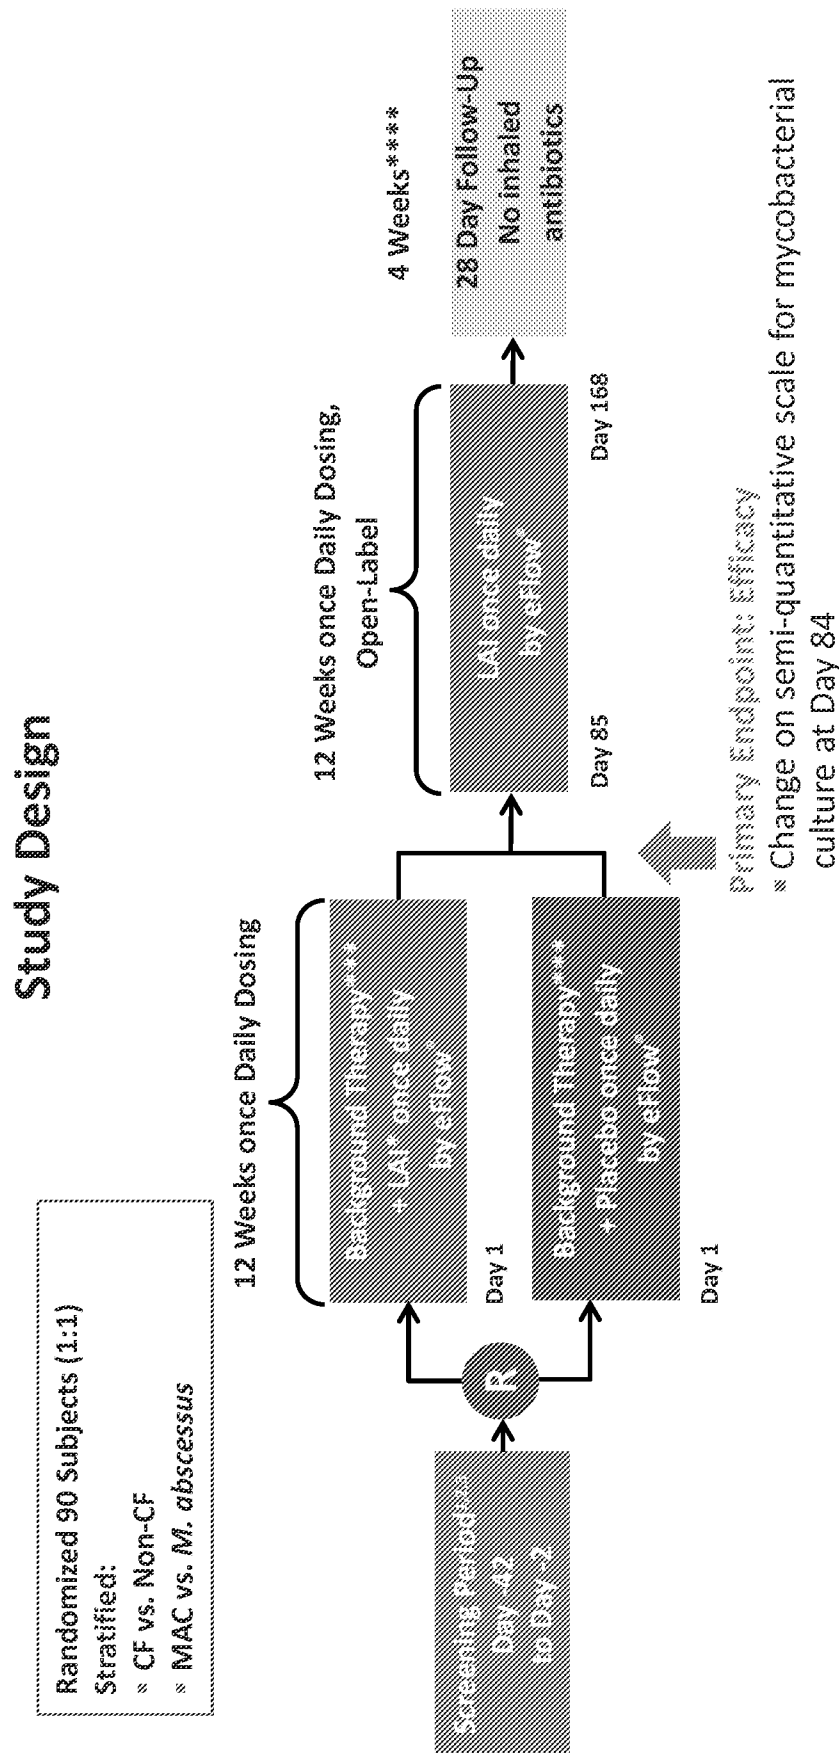 Study Design
Randomized 90 Subjects (1:1)
Stratified:
CF vs. Non-CF
MAC vs. M. abscessus
Screening Period***
Day -42
to Day -2
R
12 Weeks once Daily Dosing
Background Therapy****
+ LAI* once daily
by eFlow®
Day 1
Background Therapy****
+ Placebo once daily
by eFlow®
Day 1
12 Weeks once Daily Dosing,
Open-Label
LAI once daily
by eFlow®
Day 85
Day 168
4 Weeks****
28 Day Follow-Up
No inhaled
antibiotics
Primary Endpoint: Efficacy
Change on semi-quantitative scale for mycobacterial
culture at Day 84